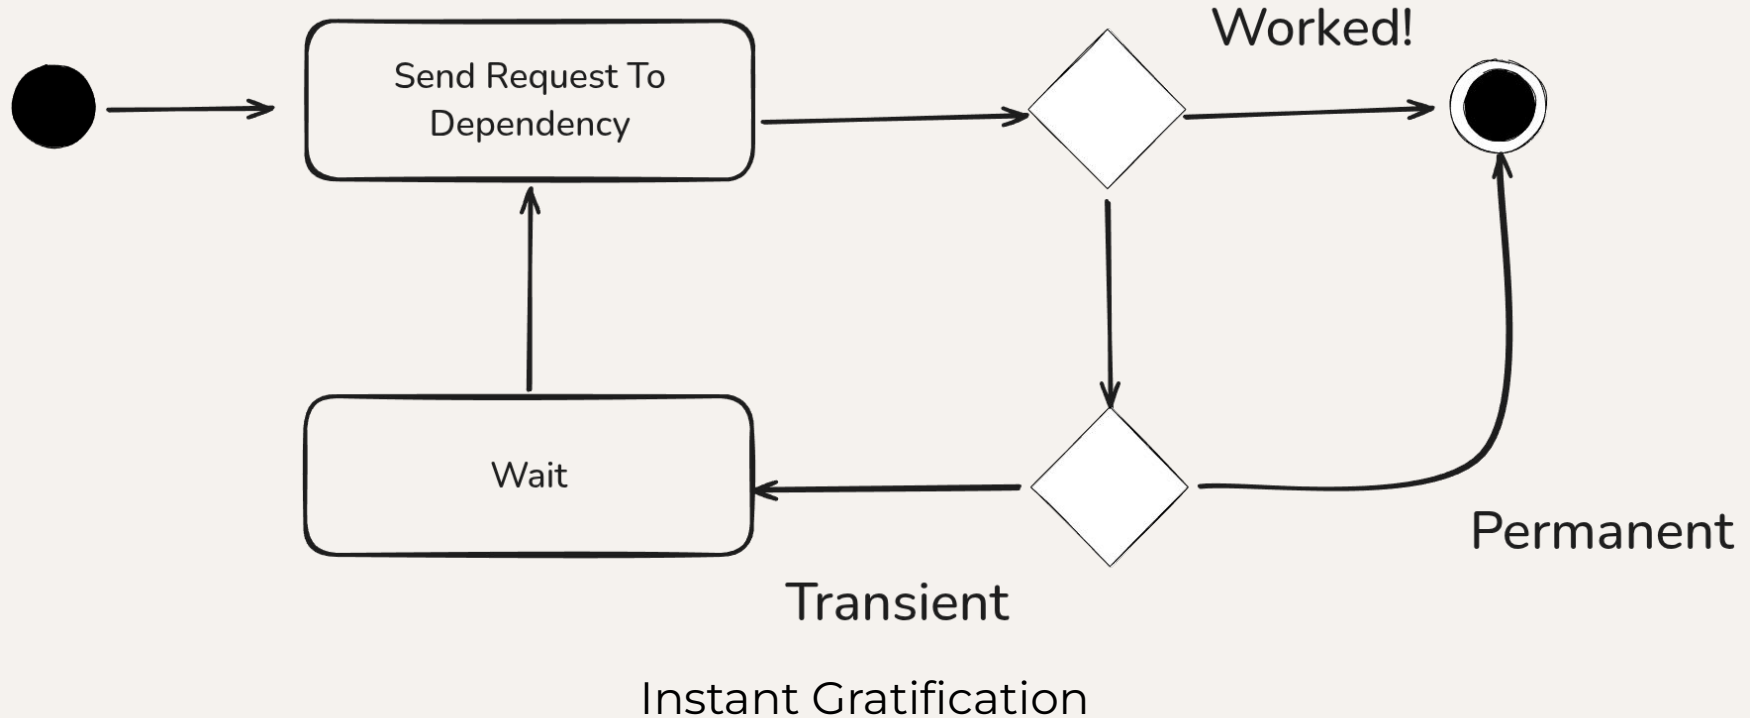 Worked!
Send Request To
Dependency
Wait
Permanent
Transient
Instant Gratification